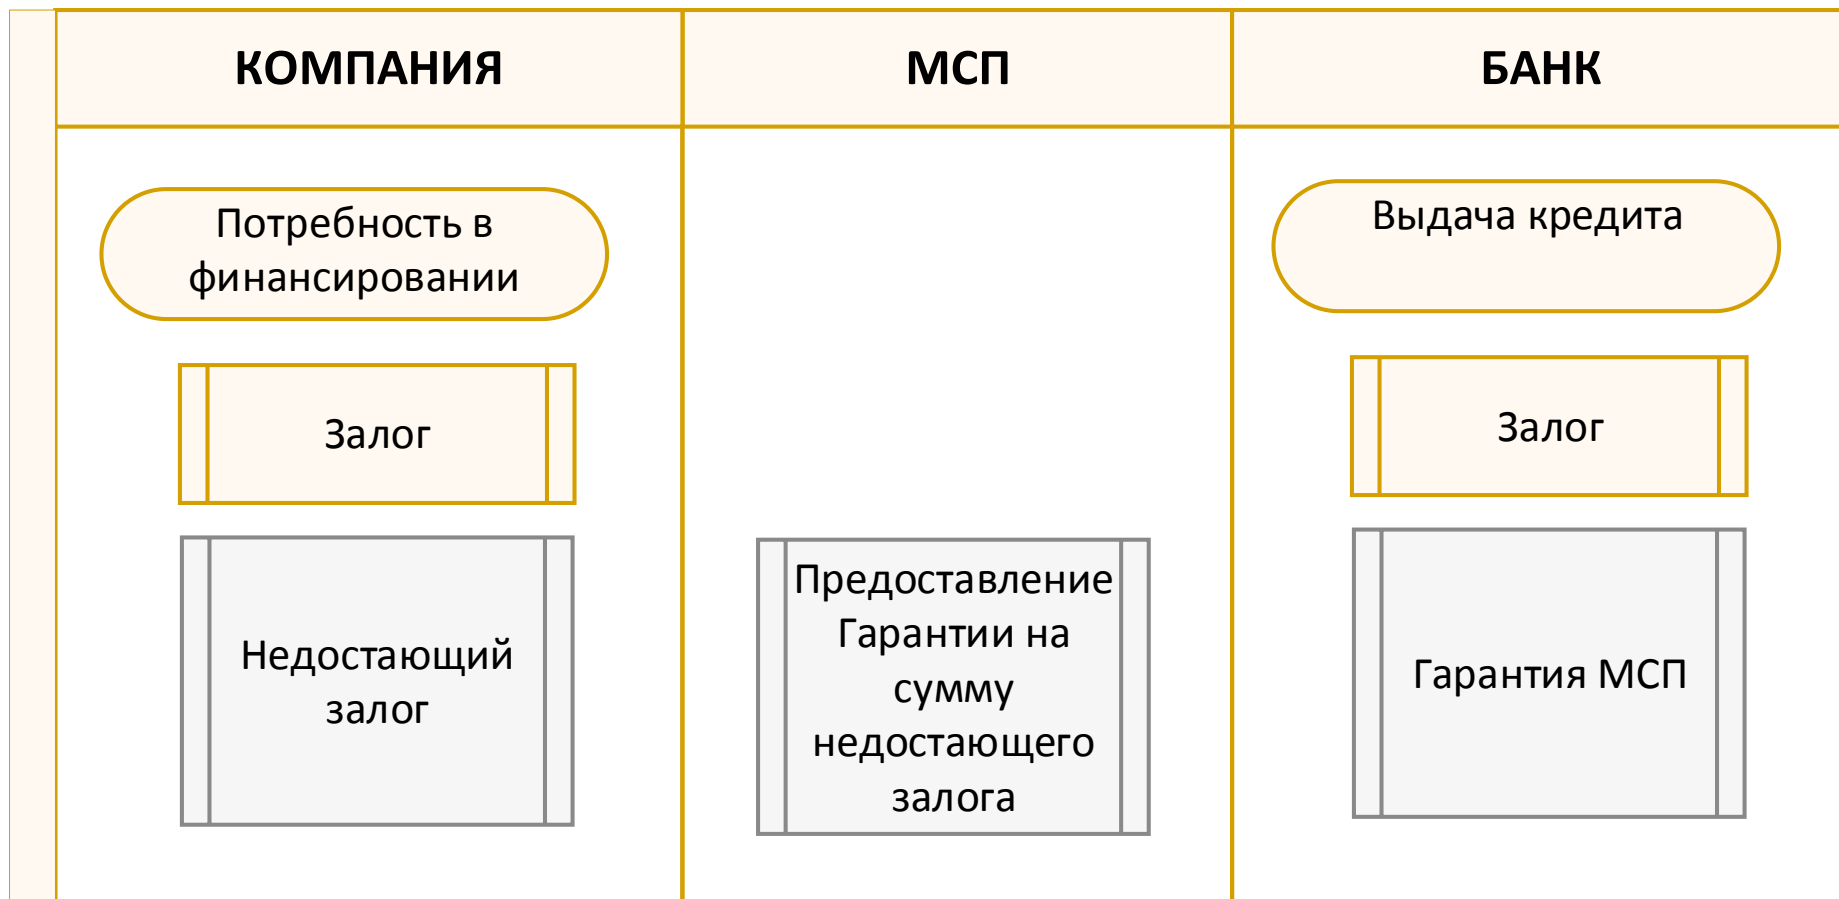 КОМПАНИЯ
МСП
БАНК
Потребность в
финансировании
Выдача кредита
Залог
Залог
Недостающий
залог
Предоставление
Гарантии на
сумму
недостающего
залога
Гарантия МСП